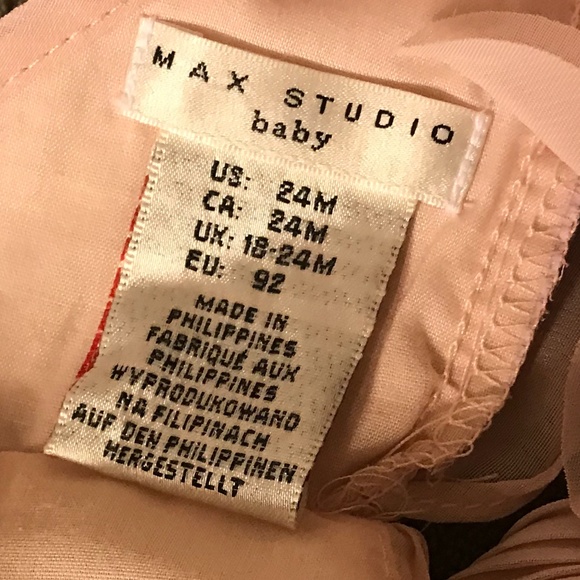 MAX STUDIO
baby
US: 24M
CA: 24M
UK: 18-24M
EU: 92
MADE IN
PHILIPPINES
FABRIQUÉ AUX
PHILIPPINES
WYPRODUKOWANO
NA FILIPINACH
AUF DEN PHILIPPINEN
HERGESTELLT